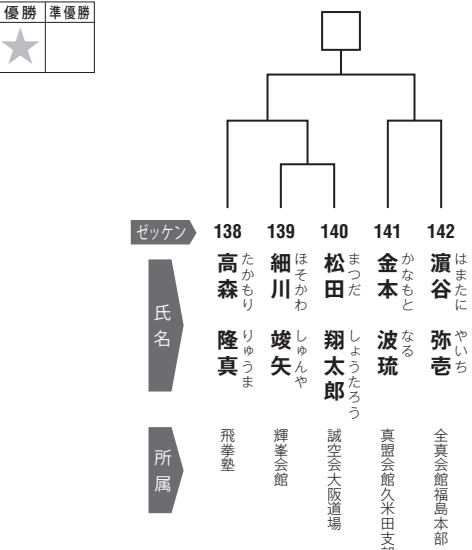 優勝 準優勝
ゼッケン 138 139 140 141 142
氏名
高森 隆真
たかもり りゅうま
細川 竣矢
ほそかわ しゅんや
松田 翔太郎
まつだ しょうたろう
金本 波琉
かなもと なる
濵谷 弥壱
はまたに やいち
所属
飛拳塾
輝峯会館
誠空会大阪道場
真盟会館久米田支部
全真会館福島本部